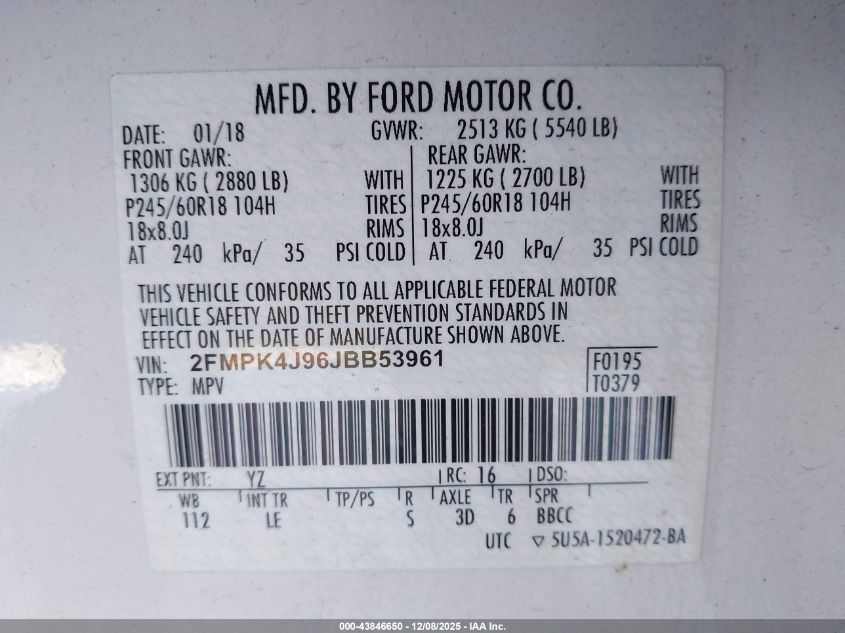 MFD. BY FORD MOTOR CO.
DATE: 01/18 GVWR: 2513 KG ( 5540 LB)
FRONT GAWR: REAR GAWR:
1306 KG ( 2880 LB) WITH 1225 KG ( 2700 LB) WITH
P245/60R18 104H TIRES P245/60R18 104H TIRES
18x8.0J RIMS 18x8.0J RIMS
AT 240 kPa/ 35 PSI COLD AT 240 kPa/ 35 PSI COLD
THIS VEHICLE CONFORMS TO ALL APPLICABLE FEDERAL MOTOR
VEHICLE SAFETY AND THEFT PREVENTION STANDARDS IN
EFFECT ON THE DATE OF MANUFACTURE SHOWN ABOVE.
VIN: 2FMPK4J96JBB53961 F0195
TYPE: MPV T0379
EXT PNT: YZ RC: 16 DSO:
WB INT TR TP/PS R AXLE TR SPR
112 LE S 3D 6 BBCC
UTC ▽ 5U5A-1520472-BA
000-43846650 - 12/08/2025 - IAA Inc.